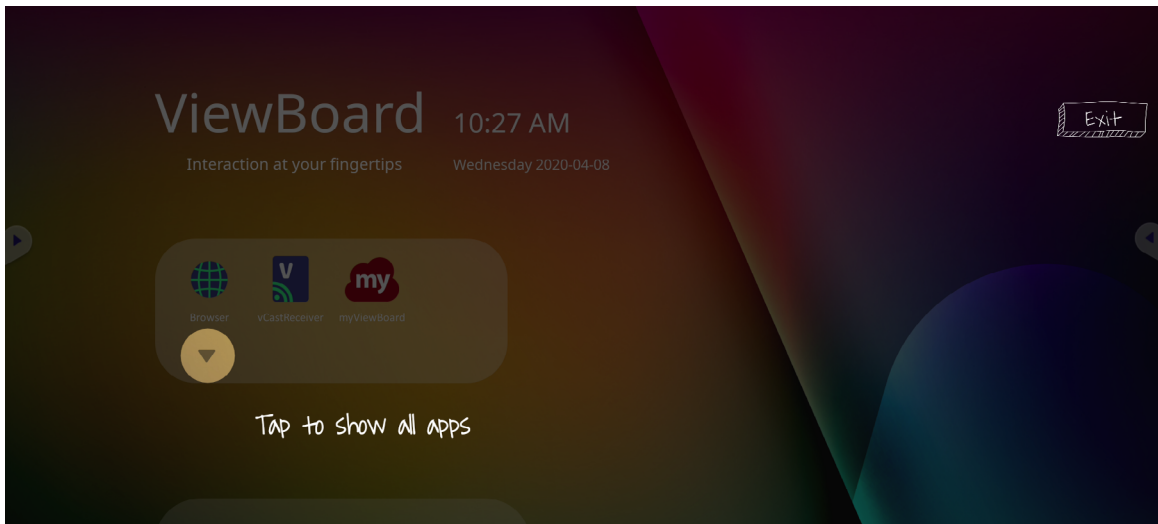 ViewBoard 10:27 AM
Interaction at your fingertips Wednesday 2020-04-08
Exit
V
my
Browser vCastReceiver myViewBoard
Tap to show all apps